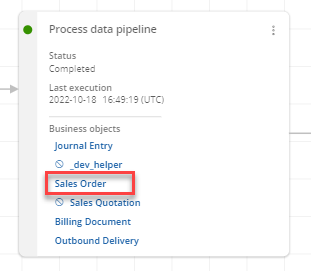 Process data pipeline
Status
Completed
Last execution
2022-10-18 16:49:19 (UTC)
Business objects
Journal Entry
_dev_helper
Sales Order
Sales Quotation
Billing Document
Outbound Delivery